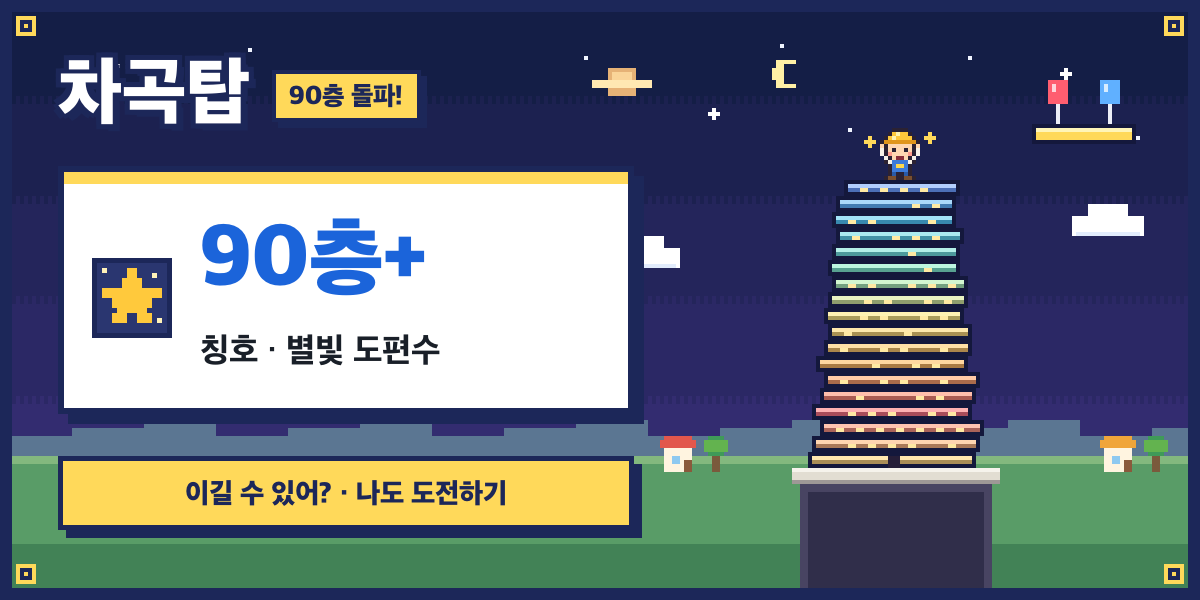 차곡탑
90층 돌파!
90층+
칭호 · 별빛 도편수
이길 수 있어? · 나도 도전하기